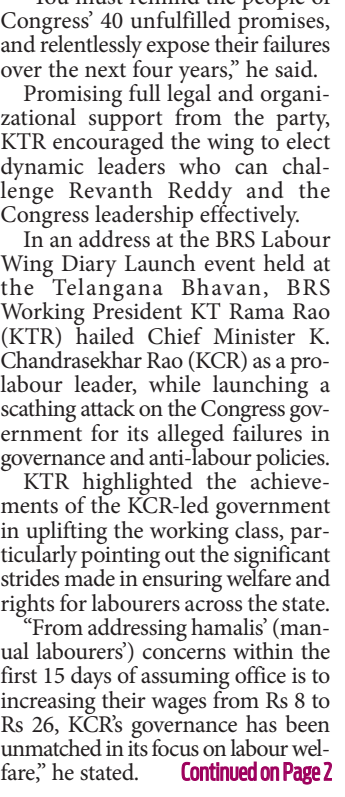 "You must remind the people of
Congress' 40 unfulfilled promises,
and relentlessly expose their failures
over the next four years," he said.
Promising full legal and organi-
zational support from the party,
KTR encouraged the wing to elect
dynamic leaders who can chal-
lenge Revanth Reddy and the
Congress leadership effectively.
In an address at the BRS Labour
Wing Diary Launch event held at
the Telangana Bhavan, BRS
Working President KT Rama Rao
(KTR) hailed Chief Minister K.
Chandrasekhar Rao (KCR) as a pro-
labour leader, while launching a
scathing attack on the Congress gov-
ernment for its alleged failures in
governance and anti-labour policies.
KTR highlighted the achieve-
ments of the KCR-led government
in uplifting the working class, par-
ticularly pointing out the significant
strides made in ensuring welfare and
rights for labourers across the state.
"From addressing hamalis' (man-
ual labourers') concerns within the
first 15 days of assuming office is to
increasing their wages from Rs 8 to
Rs 26, KCR's governance has been
unmatched in its focus on labour wel-
fare," he stated. Continued on Page 2